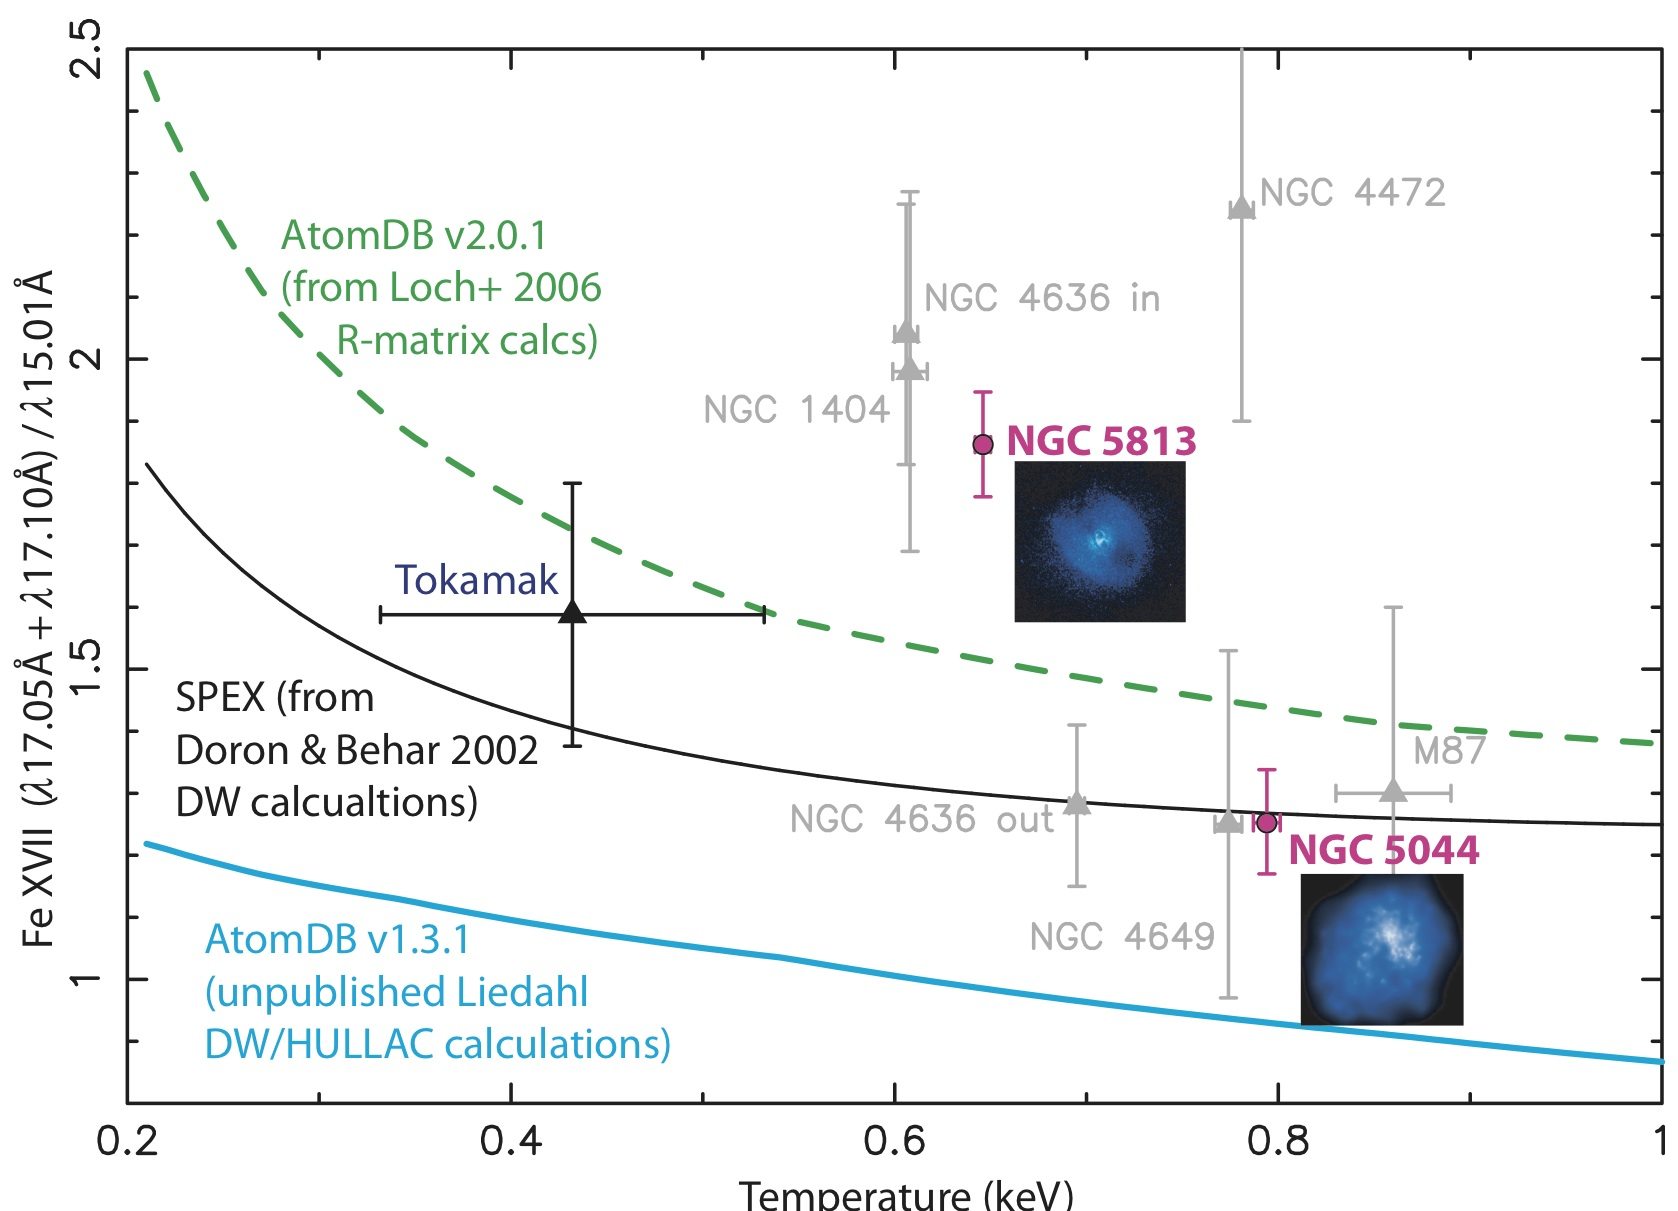 2.5
2
1.5
1
Fe XVII (λ17.05Å + λ17.10Å) / λ15.01Å
AtomDB v2.0.1
(from Loch+ 2006
R-matrix calcs)
NGC 4472
NGC 4636 in
NGC 1404
NGC 5813
Tokamak
SPEX (from
Doron & Behar 2002
DW calcualtions)
M87
NGC 4636 out
NGC 5044
NGC 4649
AtomDB v1.3.1
(unpublished Liedahl
DW/HULLAC calculations)
0.2 0.4 0.6 0.8 1
Temperature (keV)